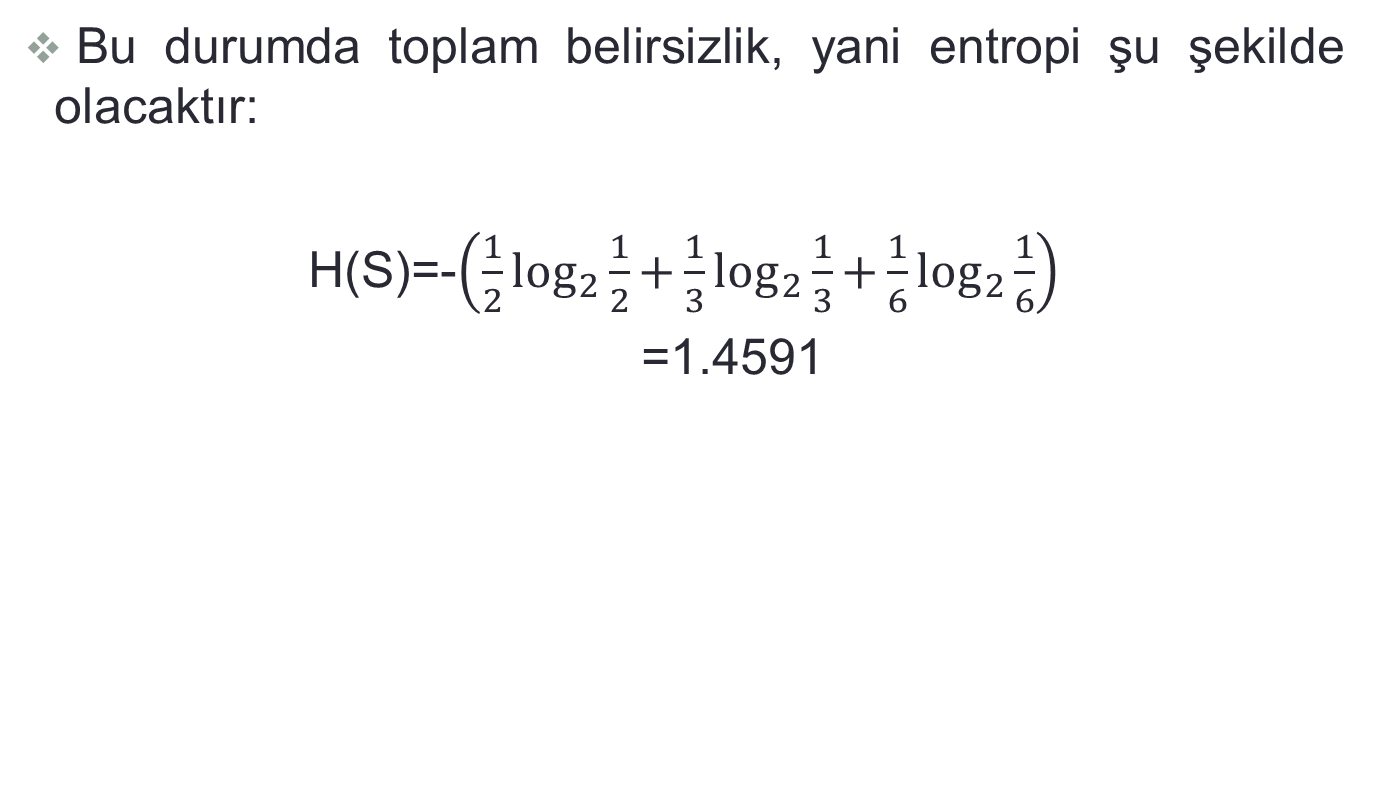 ❖ Bu durumda toplam belirsizlik, yani entropi şu şekilde
olacaktır:
H(S)=-(1/2 log₂ 1/2 + 1/3 log₂ 1/3 + 1/6 log₂ 1/6)
=1.4591